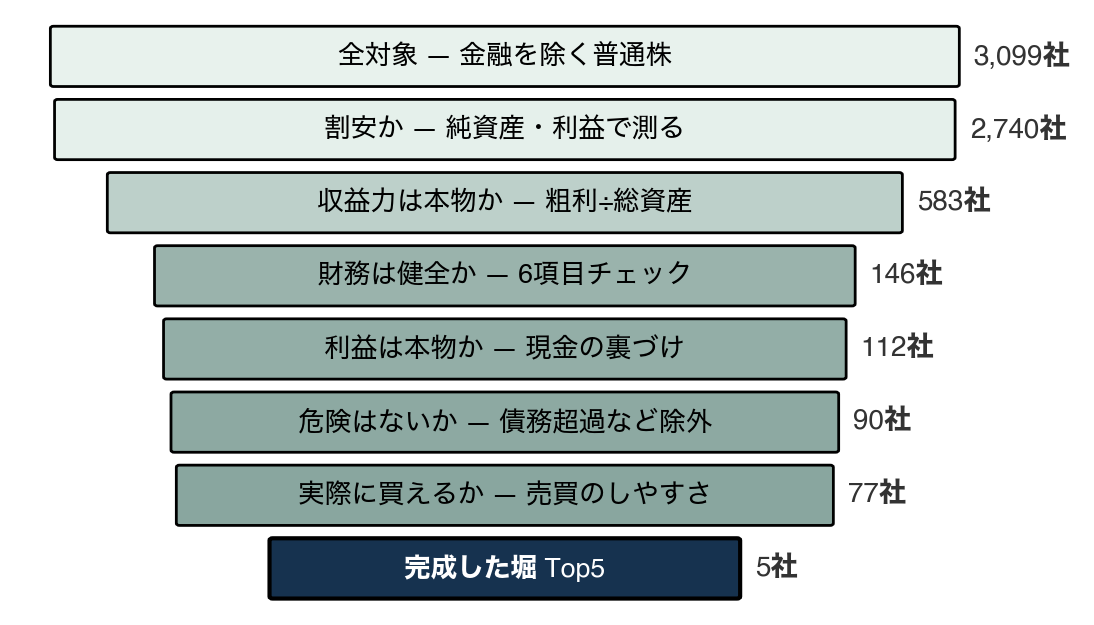 全対象 — 金融を除く普通株 3,099社
割安か — 純資産・利益で測る 2,740社
収益力は本物か — 粗利÷総資産 583社
財務は健全か — 6項目チェック 146社
利益は本物か — 現金の裏づけ 112社
危険はないか — 債務超過など除外 90社
実際に買えるか — 売買のしやすさ 77社
完成した堀 Top5 5社